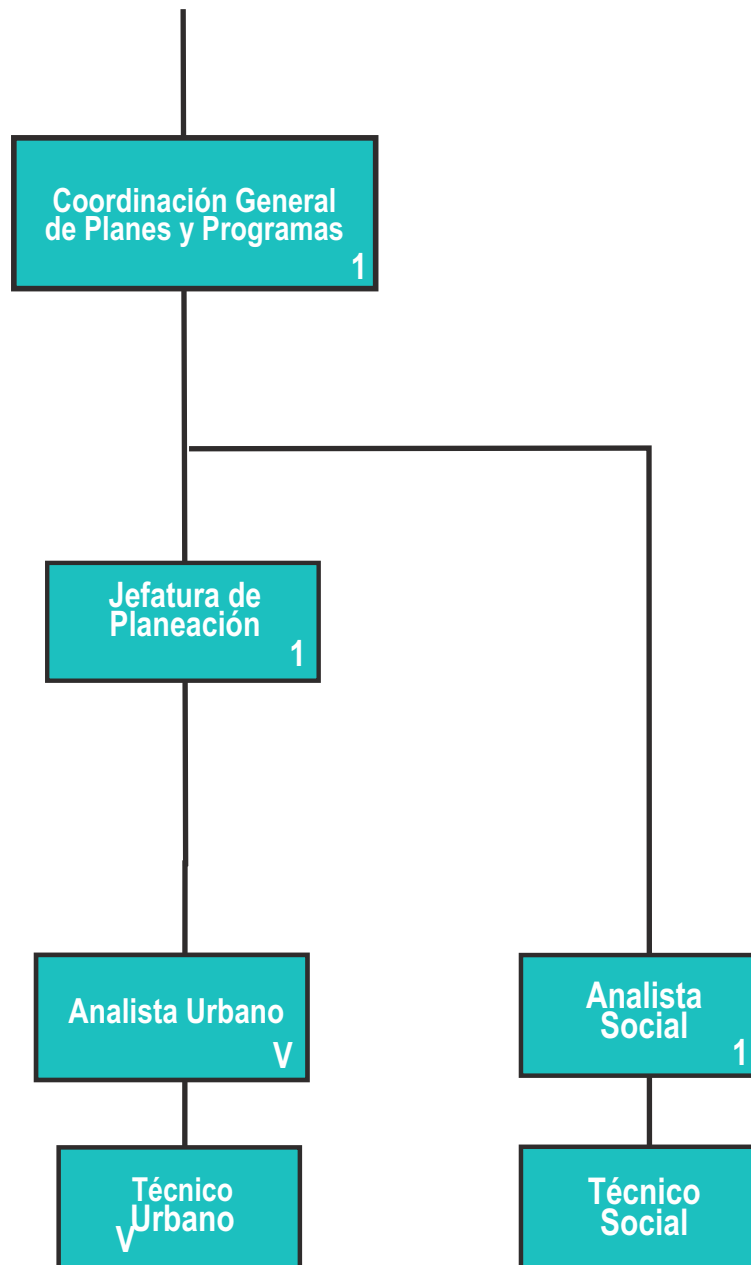 Coordinación General
de Planes y Programas
1
Jefatura de
Planeación
1
Analista Urbano
V
Analista
Social
1
Técnico
Urbano
V
Técnico
Social